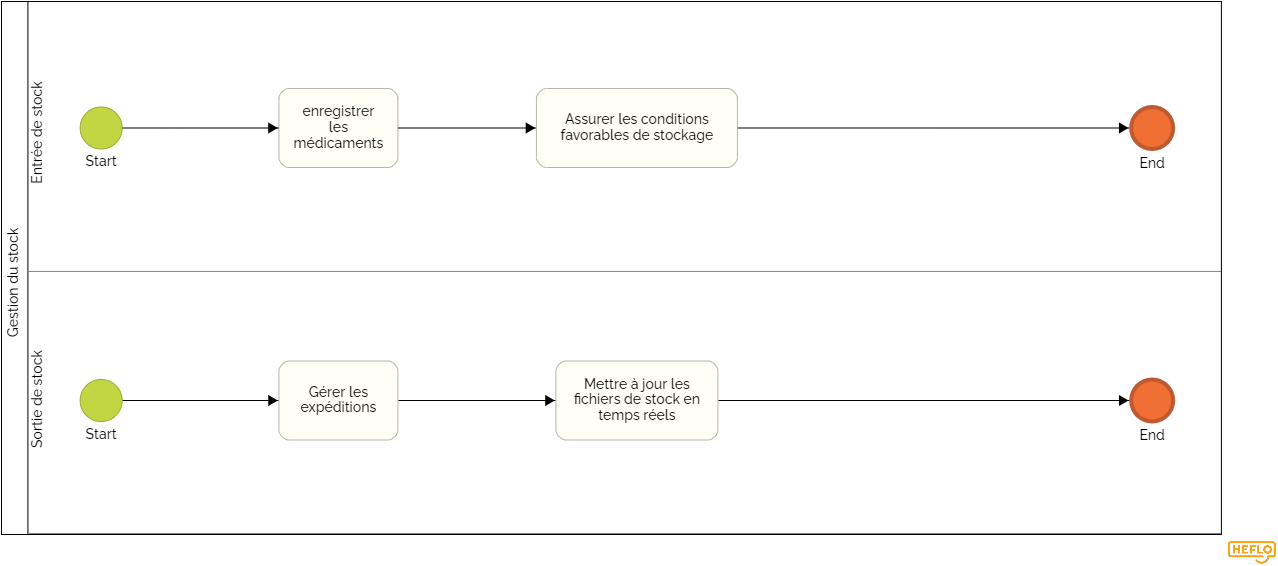 Gestion du stock
Entrée de stock
Start
enregistrer
les
médicaments
Assurer les conditions
favorables de stockage
End
Sortie de stock
Start
Gérer les
expéditions
Mettre à jour les
fichiers de stock en
temps réels
End
HEFLO